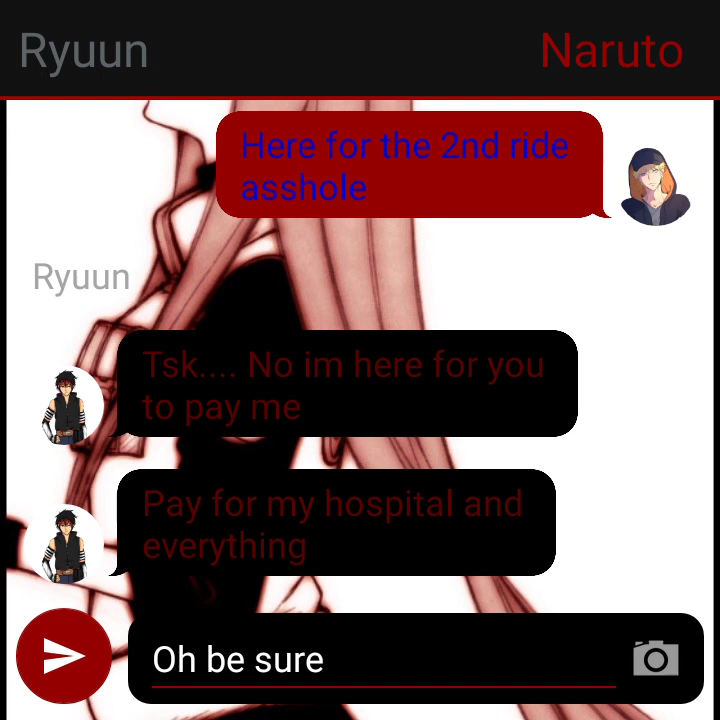 Ryuun
Naruto
Here for the 2nd ride
asshole
Ryuun
Tsk.... No im here for you
to pay me
Pay for my hospital and
everything
Oh be sure